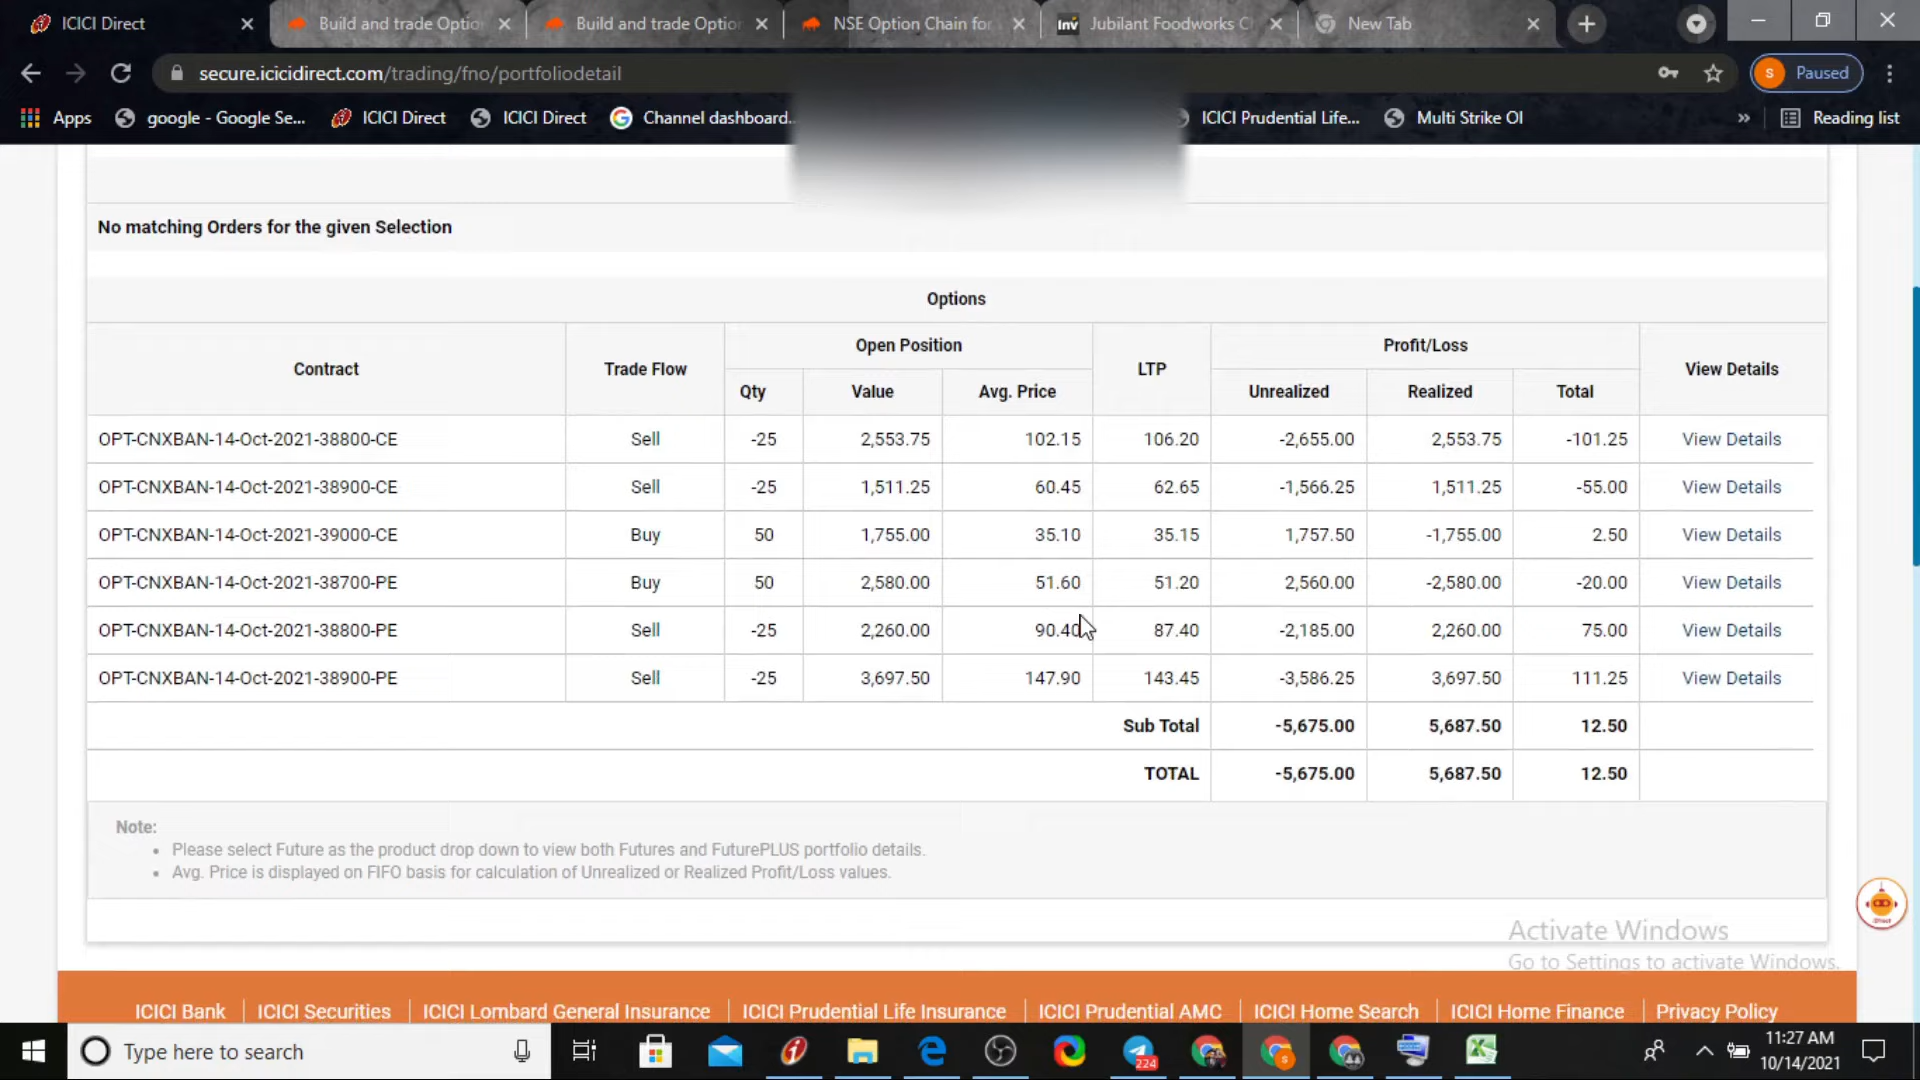 ICICI Direct
Build and trade Optio
Build and trade Optio
NSE Option Chain for
Inv Jubilant Foodworks C
New Tab
secure.icicidirect.com/trading/fno/portfoliodetail
S Paused
Apps
google - Google Se...
ICICI Direct
ICICI Direct
Channel dashboard...
ICICI Prudential Life...
Multi Strike OI
»
Reading list
No matching Orders for the given Selection
Options
Contract Trade Flow Open Position LTP Profit/Loss View Details
Qty Value Avg. Price Unrealized Realized Total
OPT-CNXBAN-14-Oct-2021-38800-CE Sell -25 2,553.75 102.15 106.20 -2,655.00 2,553.75 -101.25 View Details
OPT-CNXBAN-14-Oct-2021-38900-CE Sell -25 1,511.25 60.45 62.65 -1,566.25 1,511.25 -55.00 View Details
OPT-CNXBAN-14-Oct-2021-39000-CE Buy 50 1,755.00 35.10 35.15 1,757.50 -1,755.00 2.50 View Details
OPT-CNXBAN-14-Oct-2021-38700-PE Buy 50 2,580.00 51.60 51.20 2,560.00 -2,580.00 -20.00 View Details
OPT-CNXBAN-14-Oct-2021-38800-PE Sell -25 2,260.00 90.40 87.40 -2,185.00 2,260.00 75.00 View Details
OPT-CNXBAN-14-Oct-2021-38900-PE Sell -25 3,697.50 147.90 143.45 -3,586.25 3,697.50 111.25 View Details
Sub Total -5,675.00 5,687.50 12.50
TOTAL -5,675.00 5,687.50 12.50
Note:
• Please select Future as the product drop down to view both Futures and FuturePLUS portfolio details.
• Avg. Price is displayed on FIFO basis for calculation of Unrealized or Realized Profit/Loss values.
Activate Windows
Go to Settings to activate Windows.
ICICI Bank | ICICI Securities | ICICI Lombard General Insurance | ICICI Prudential Life Insurance | ICICI Prudential AMC | ICICI Home Search | ICICI Home Finance | Privacy Policy
Type here to search
224
11:27 AM
10/14/2021